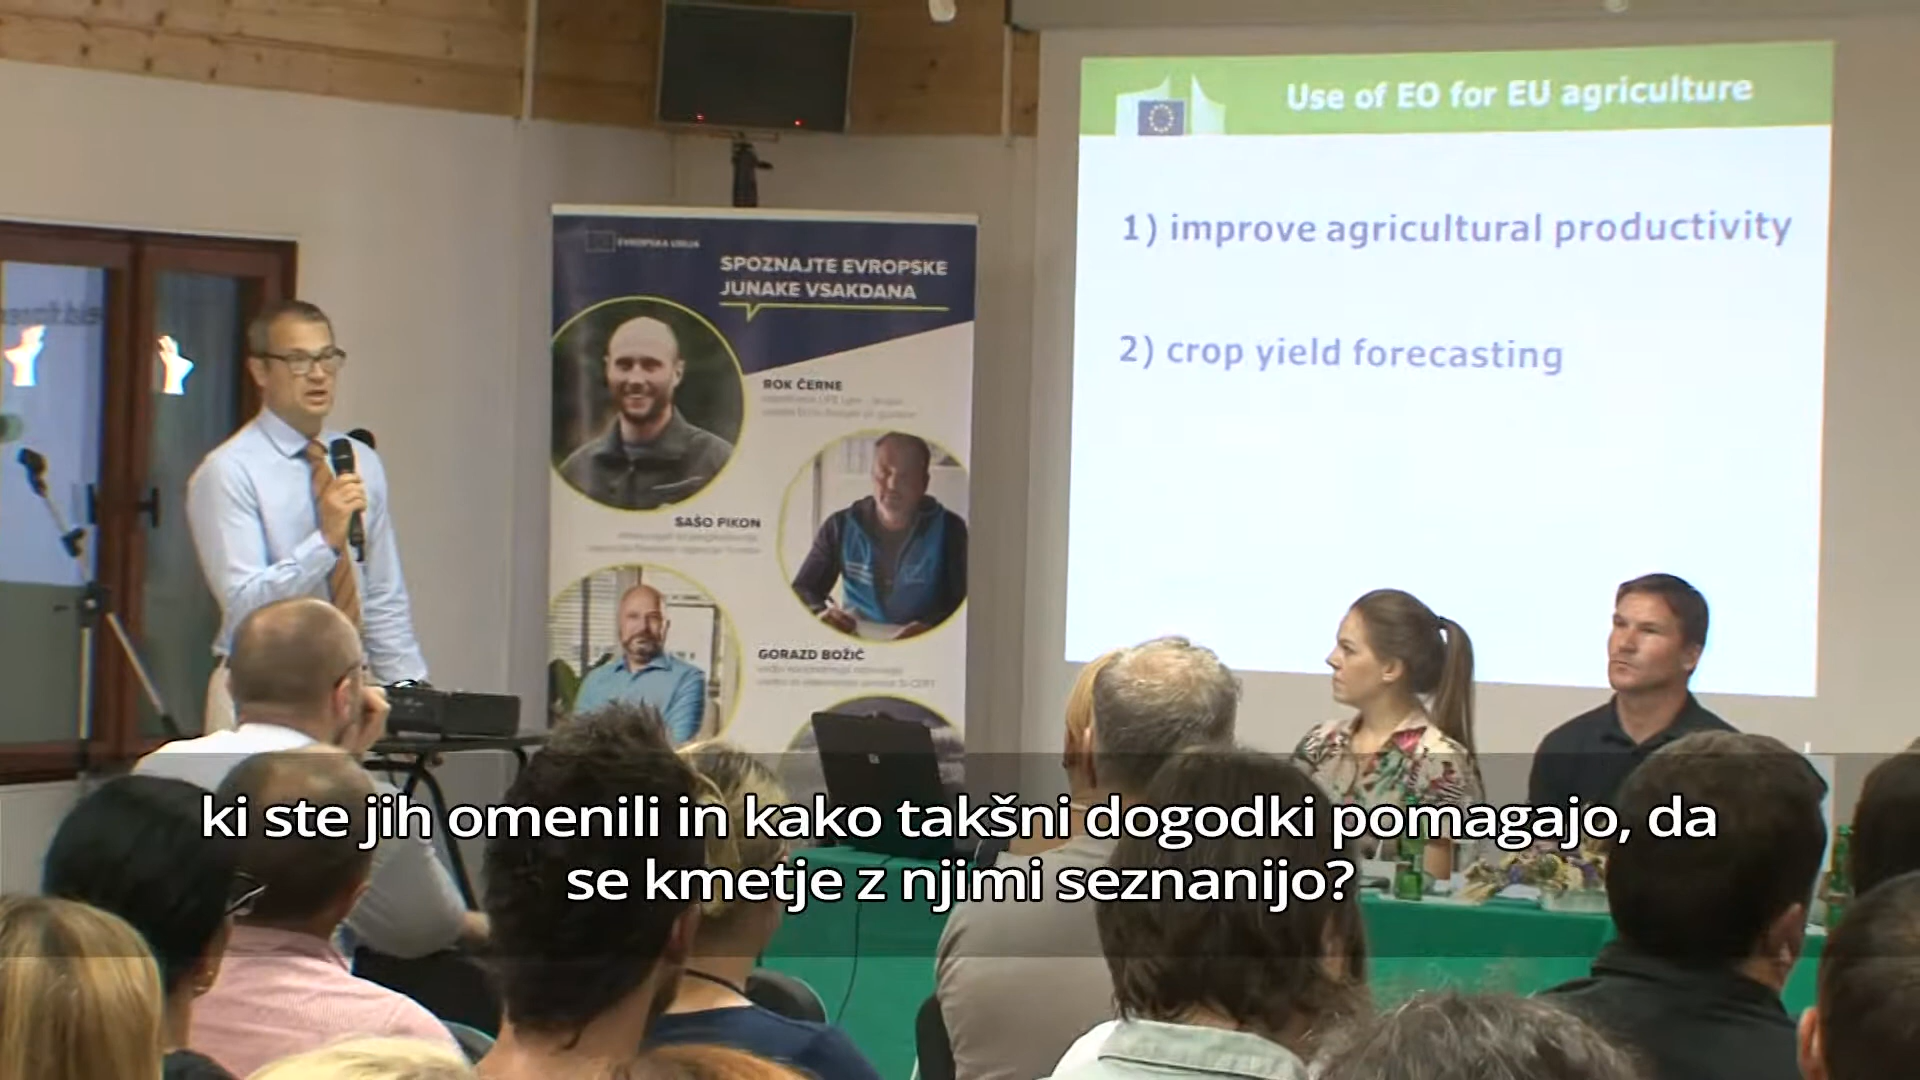 Use of EO for EU agriculture
1) improve agricultural productivity
2) crop yield forecasting
EVROPSKA UNIJA
SPOZNAJTE EVROPSKE
JUNAKE VSAKDANA
ROK ČERNE
SAŠO PIKON
GORAZD BOŽIČ
ki ste jih omenili in kako takšni dogodki pomagajo, da
se kmetje z njimi seznanijo?